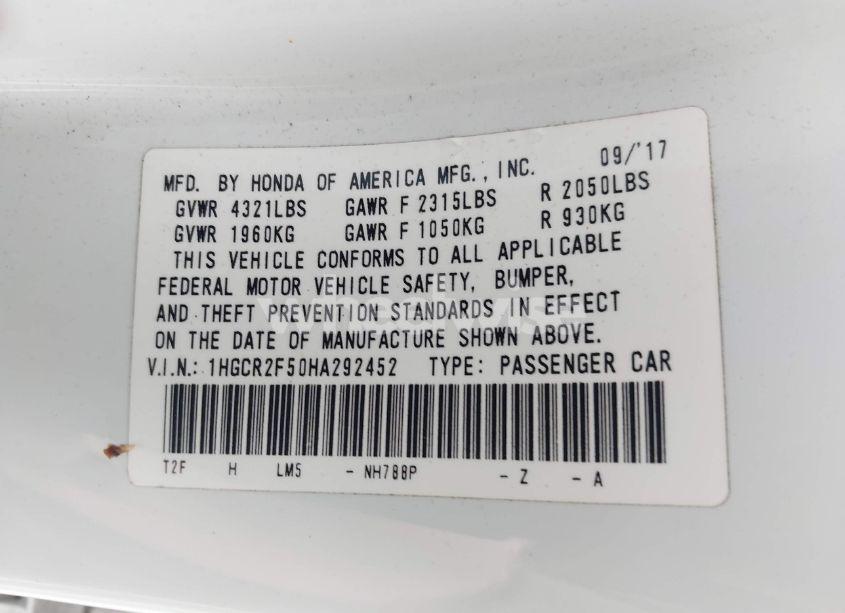 MFD. BY HONDA OF AMERICA MFG., INC. 09/'17
GVWR 4321LBS GAWR F 2315LBS R 2050LBS
GVWR 1960KG GAWR F 1050KG R 930KG
THIS VEHICLE CONFORMS TO ALL APPLICABLE
FEDERAL MOTOR VEHICLE SAFETY, BUMPER,
AND THEFT PREVENTION STANDARDS IN EFFECT
ON THE DATE OF MANUFACTURE SHOWN ABOVE.
V.I.N.: 1HGCR2F50HA292452 TYPE: PASSENGER CAR
T2F H LM5 - NH788P - Z - A